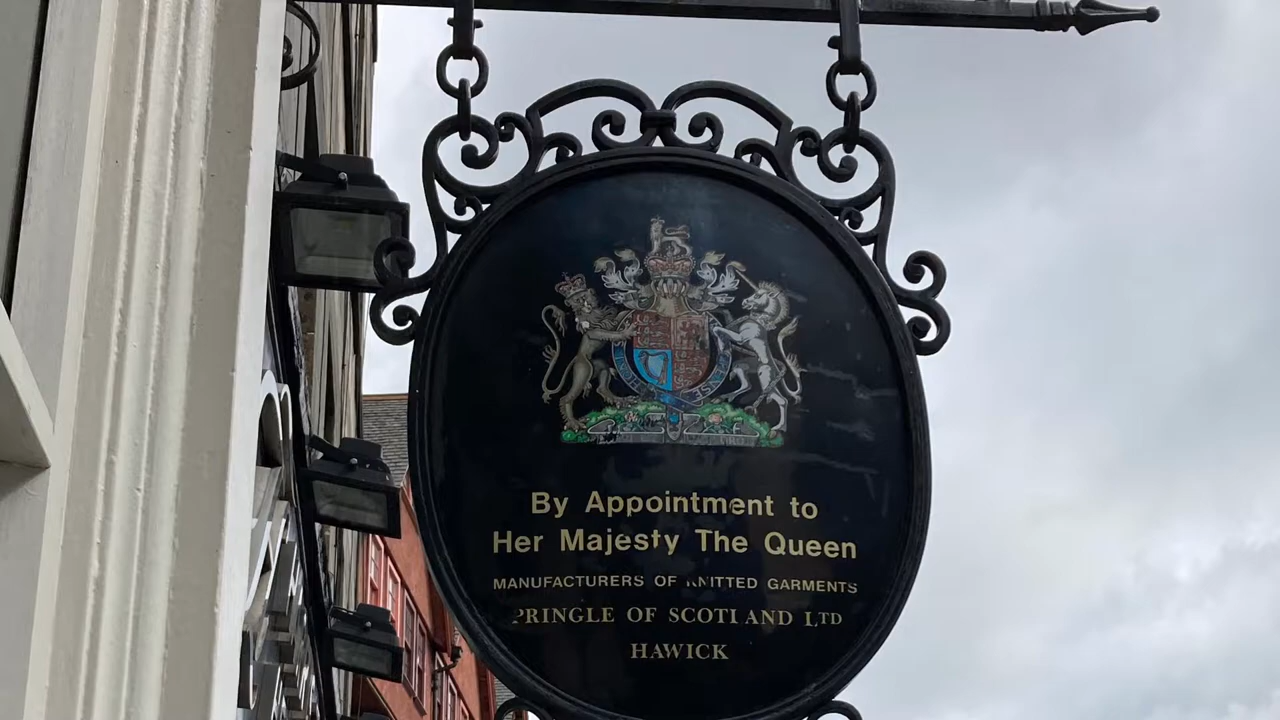 By Appointment to
Her Majesty The Queen
MANUFACTURERS OF KNITTED GARMENTS
PRINGLE OF SCOTLAND LTD
HAWICK